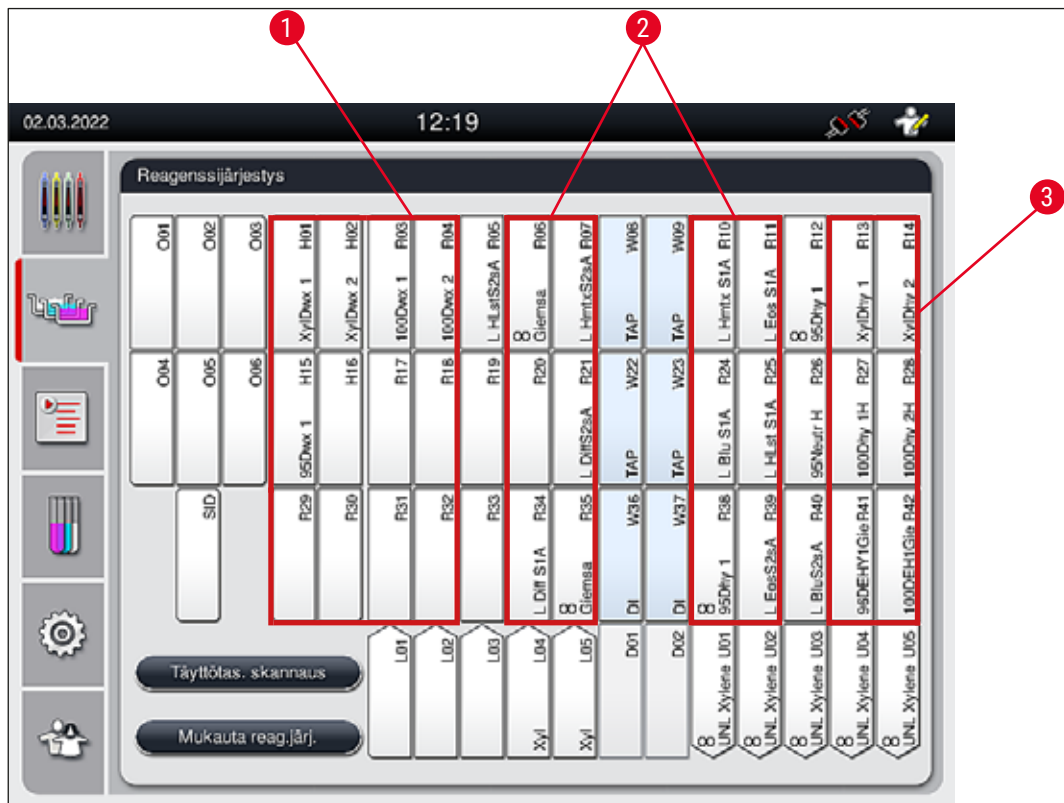 1
2
3
02.03.2022
12:19
Reagenssijärjestys
O01
O02
O03
XylDwx 1 H01
XylDwx 2 H02
100Dwx 1 R03
100Dwx 2 R04
L HLstS2sA R05
∞ Giemsa R06
L HmtxS2sA R07
TAP W08
TAP W09
L Hmtx S1A R10
L Eos S1A R11
∞ 95Dhy 1 R12
XylDhy 1 R13
XylDhy 2 R14
O04
O05
O06
95Dwx 1 H15
H16
R17
R18
R19
R20
L DiffS2sA R21
TAP W22
TAP W23
L Blu S1A R24
L HLst S1A R25
95Neutr H R26
100Dhy 1H R27
100Dhy 2H R28
SID
R29
R30
R31
R32
R33
L Diff S1A R34
∞ Giemsa R35
DI W36
DI W37
∞ 95Dhy 1 R38
L EosS2sA R39
L BluS2sA R40
96DEHY1Gie R41
100DEH1Gie R42
L01
L02
L03
Xyl L04
Xyl L05
D01
D02
∞ UNL Xylene U01
∞ UNL Xylene U02
∞ UNL Xylene U03
∞ UNL Xylene U04
∞ UNL Xylene U05
Täyttötas. skannaus
Mukauta reag.järj.